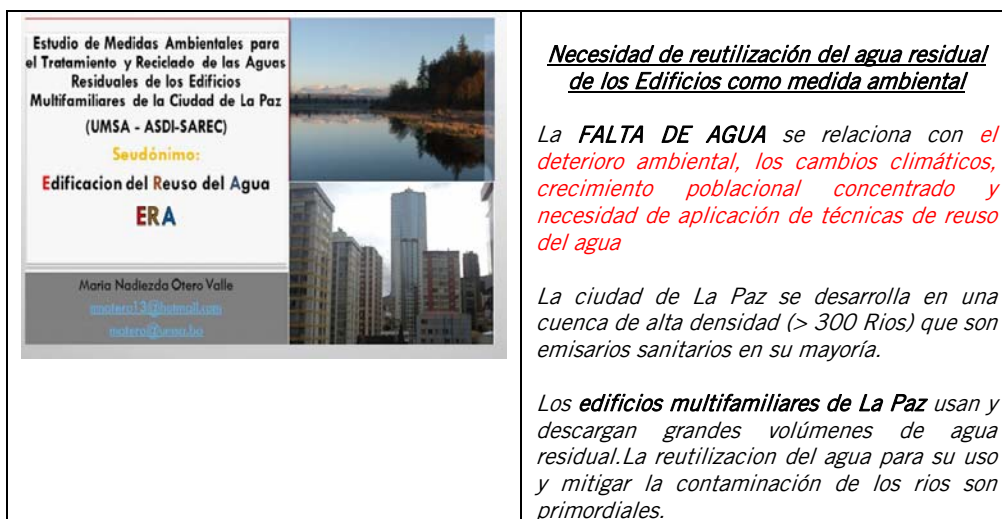 Estudio de Medidas Ambientales para
el Tratamiento y Reciclado de las Aguas
Residuales de los Edificios
Multifamiliares de la Ciudad de La Paz
(UMSA - ASDI-SAREC)
Seudónimo:
Edificacion del Reuso del Agua
ERA
Maria Nadiezda Otero Valle
Necesidad de reutilización del agua residual
de los Edificios como medida ambiental
La FALTA DE AGUA se relaciona con el
deterioro ambiental, los cambios climáticos,
crecimiento poblacional concentrado y
necesidad de aplicación de técnicas de reuso
del agua
La ciudad de La Paz se desarrolla en una
cuenca de alta densidad (> 300 Rios) que son
emisarios sanitarios en su mayoría.
Los edificios multifamiliares de La Paz usan y
descargan grandes volúmenes de agua
residual.La reutilizacion del agua para su uso
y mitigar la contaminación de los rios son
primordiales.